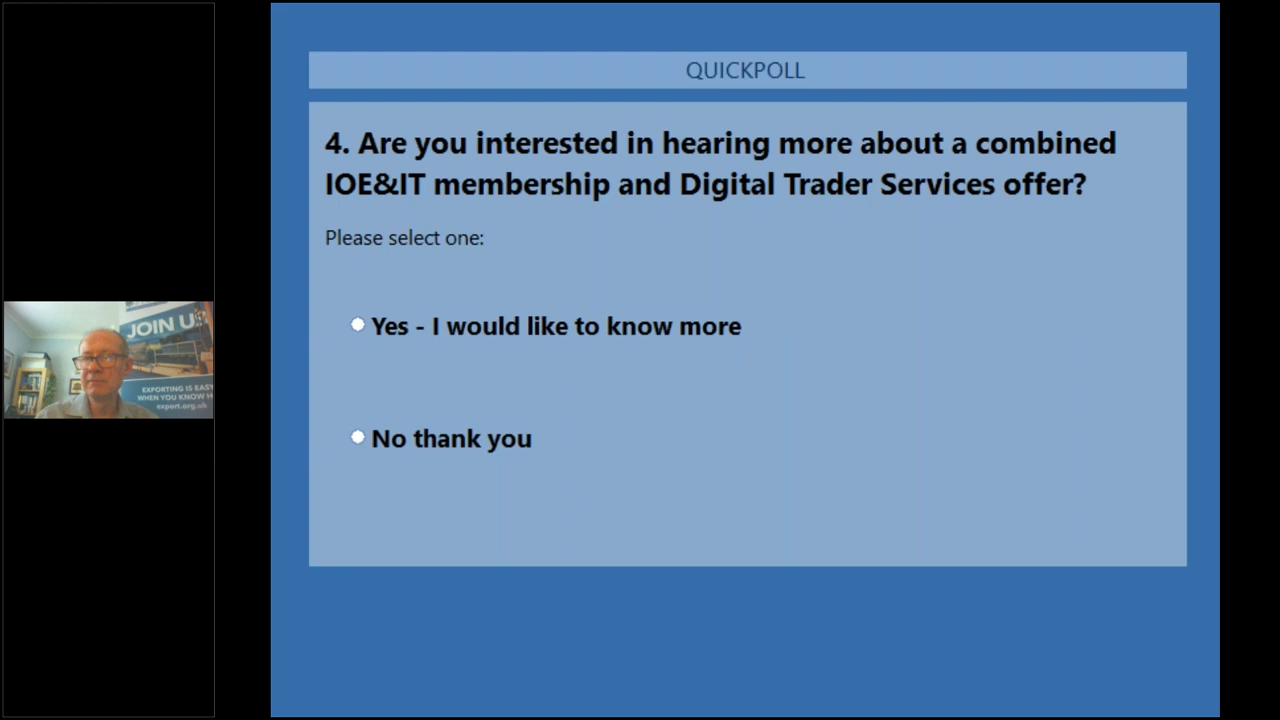 QUICKPOLL
4. Are you interested in hearing more about a combined
IOE&IT membership and Digital Trader Services offer?
Please select one:
Yes - I would like to know more
No thank you
JOIN US
EXPORTING IS EASY
WHEN YOU KNOW H
export.org.uk